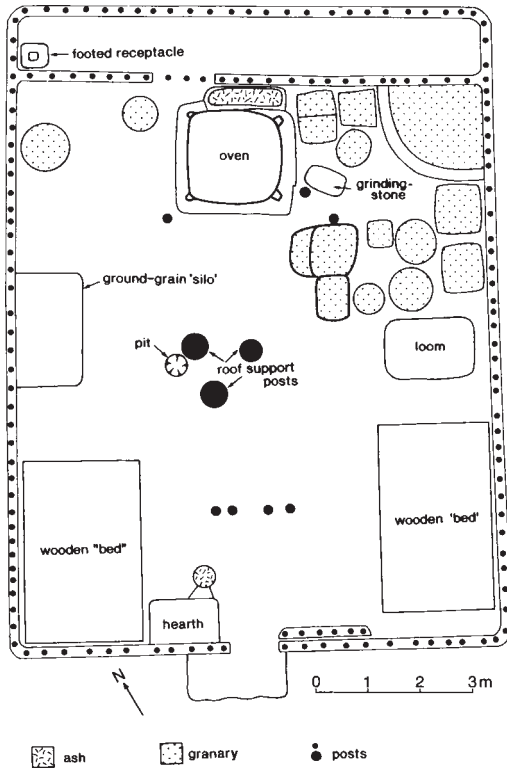 footed receptacle
oven
grinding-
stone
ground-grain 'silo'
pit
roof support
posts
loom
wooden "bed"
wooden 'bed'
hearth
N
0 1 2 3m
ash granary posts